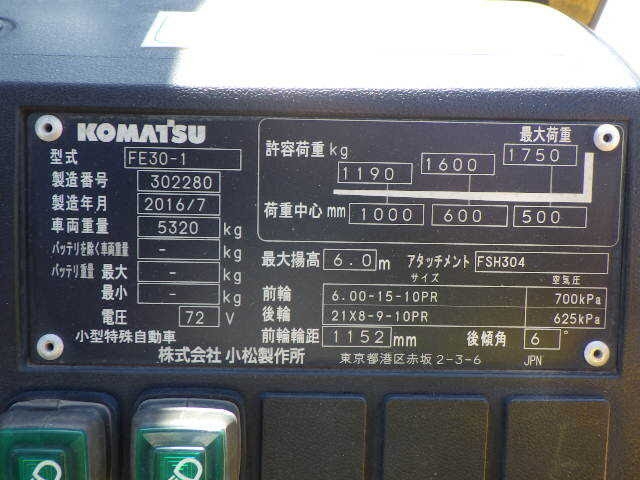 KOMATSU
型式 FE30-1
製造番号 302280
製造年月 2016/7
車両重量 5320 kg
バッテリを除く車両重量 - kg
バッテリ重量 最大 - kg
最小 - kg
電圧 72 V
小型特殊自動車
最大荷重
許容荷重 kg 1190 1600 1750
荷重中心 mm 1000 600 500
最大揚高 6.0 m アタッチメント FSH304
サイズ 空気圧
前輪 6.00-15-10PR 700kPa
後輪 21X8-9-10PR 625kPa
前輪輪距 1152 mm 後傾角 6 °
株式会社 小松製作所 東京都港区赤坂2-3-6 JPN